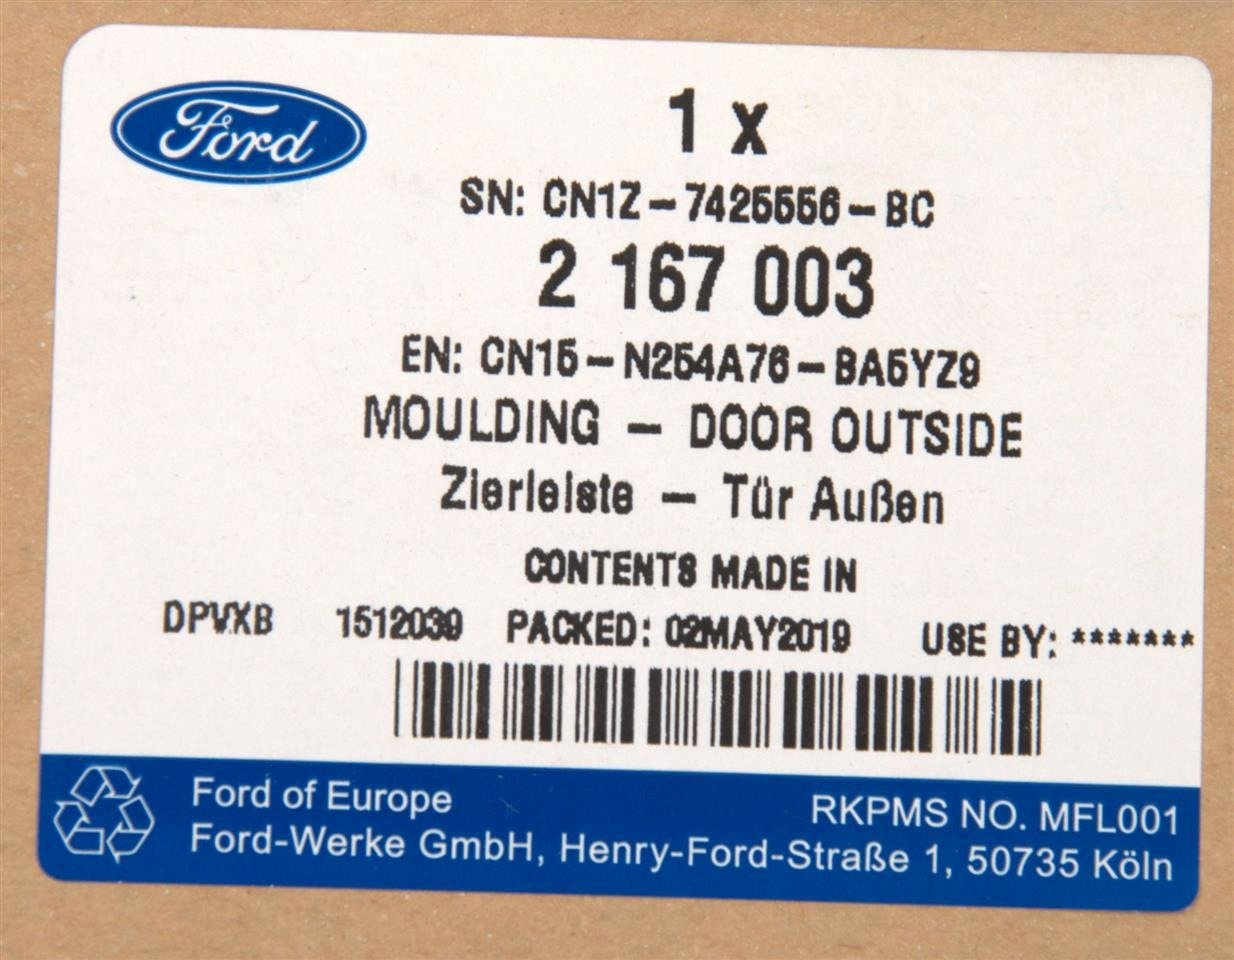 Ford
1 x
SN: CN1Z-7425556-BC
2 167 003
EN: CN15-N254A76-BA5YZ9
MOULDING - DOOR OUTSIDE
Zierleiste - Tür Außen
CONTENTS MADE IN
DPVXB 1512039 PACKED: 02MAY2019 USE BY: *******
Ford of Europe RKPMS NO. MFL001
Ford-Werke GmbH, Henry-Ford-Straße 1, 50735 Köln